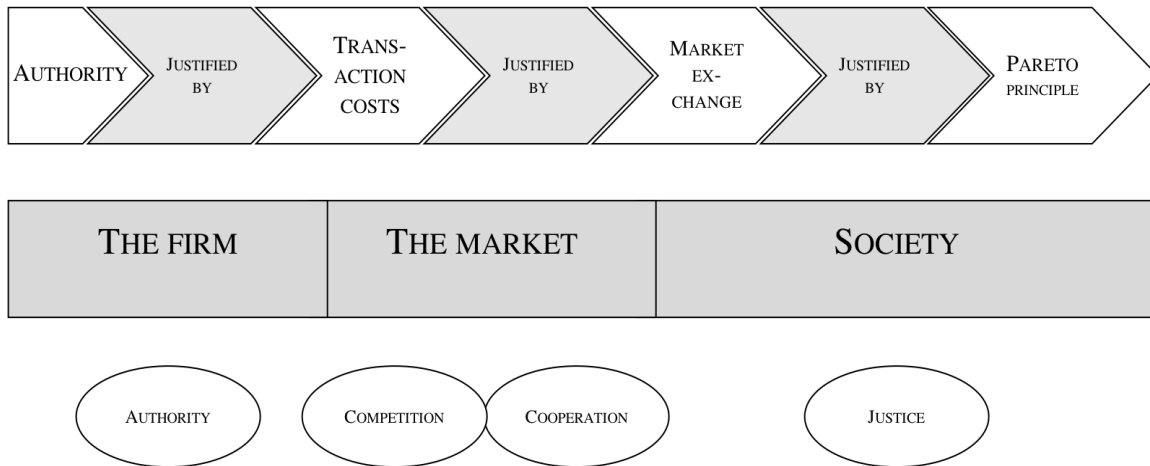 AUTHORITY
JUSTIFIED
BY
TRANS-
ACTION
COSTS
JUSTIFIED
BY
MARKET
EX-
CHANGE
JUSTIFIED
BY
PARETO
PRINCIPLE
THE FIRM
THE MARKET
SOCIETY
AUTHORITY
COMPETITION
COOPERATION
JUSTICE